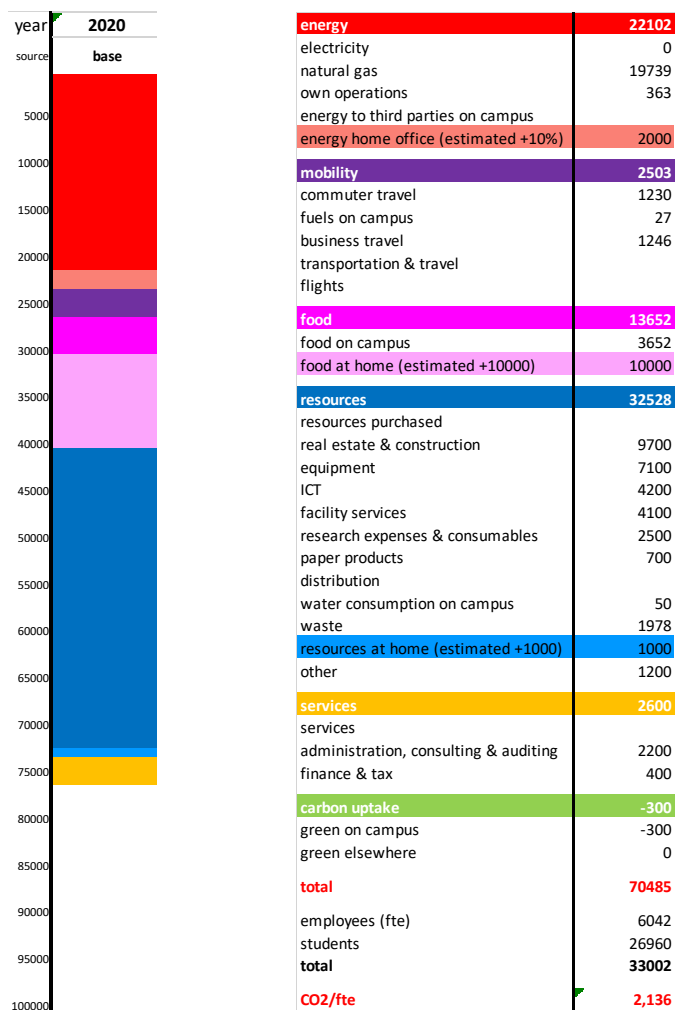 year 2020
source base
5000
10000
15000
20000
25000
30000
35000
40000
45000
50000
55000
60000
65000
70000
75000
80000
85000
90000
95000
100000
energy 22102
electricity 0
natural gas 19739
own operations 363
energy to third parties on campus
energy home office (estimated +10%) 2000
mobility 2503
commuter travel 1230
fuels on campus 27
business travel 1246
transportation & travel
flights
food 13652
food on campus 3652
food at home (estimated +10000) 10000
resources 32528
resources purchased
real estate & construction 9700
equipment 7100
ICT 4200
facility services 4100
research expenses & consumables 2500
paper products 700
distribution
water consumption on campus 50
waste 1978
resources at home (estimated +1000) 1000
other 1200
services 2600
services
administration, consulting & auditing 2200
finance & tax 400
carbon uptake -300
green on campus -300
green elsewhere 0
total 70485
employees (fte) 6042
students 26960
total 33002
CO2/fte 2,136